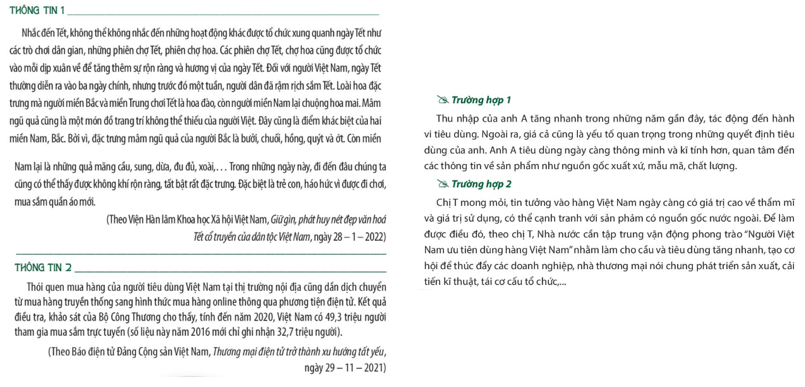 THÔNG TIN 1
Nhắc đến Tết, không thể không nhắc đến những hoạt động khác được tổ chức xung quanh ngày Tết như
các trò chơi dân gian, những phiên chợ Tết, phiên chợ hoa. Các phiên chợ Tết, chợ hoa cũng được tổ chức
vào mỗi dịp xuân về để tăng thêm sự rộn ràng và hương vị của ngày Tết. Đối với người Việt Nam, ngày Tết
thường diễn ra vào ba ngày chính, nhưng trước đó một tuần, người dân đã rậm rịch sắm Tết. Loài hoa đặc
trưng mà người miền Bắc và miền Trung chơi Tết là hoa đào, còn người miền Nam lại chuộng hoa mai. Mâm
ngũ quả cũng là một món đồ trang trí không thể thiếu của người Việt. Đây cũng là điểm khác biệt của hai
miền Nam, Bắc. Bởi vì, đặc trưng mâm ngũ quả của người Bắc là bưởi, chuối, hồng, quýt và ớt. Còn miền
Nam lại là những quả mãng cầu, sung, dừa, đu đủ, xoài,… Trong những ngày này, đi đến đâu chúng ta
cũng có thể thấy được không khí rộn ràng, tất bật rất đặc trưng. Đặc biệt là trẻ con, háo hức vì được đi chơi,
mua sắm quần áo mới.
(Theo Viện Hàn lâm Khoa học Xã hội Việt Nam, Giữ gìn, phát huy nét đẹp văn hoá
Tết cổ truyền của dân tộc Việt Nam, ngày 28 – 1 – 2022)
THÔNG TIN 2
Thói quen mua hàng của người tiêu dùng Việt Nam tại thị trường nội địa cũng dần dịch chuyển
từ mua hàng truyền thống sang hình thức mua hàng online thông qua phương tiện điện tử. Kết quả
điều tra, khảo sát của Bộ Công Thương cho thấy, tính đến năm 2020, Việt Nam có 49,3 triệu người
tham gia mua sắm trực tuyến (số liệu này năm 2016 mới chỉ ghi nhận 32,7 triệu người).
(Theo Báo điện tử Đảng Cộng sản Việt Nam, Thương mại điện tử trở thành xu hướng tất yếu,
ngày 29 – 11 – 2021)
Trường hợp 1
Thu nhập của anh A tăng nhanh trong những năm gần đây, tác động đến hành
vi tiêu dùng. Ngoài ra, giá cả cũng là yếu tố quan trọng trong những quyết định tiêu
dùng của anh. Anh A tiêu dùng ngày càng thông minh và kĩ tính hơn, quan tâm đến
các thông tin về sản phẩm như nguồn gốc xuất xứ, mẫu mã, chất lượng.
Trường hợp 2
Chị T mong mỏi, tin tưởng vào hàng Việt Nam ngày càng có giá trị cao về thẩm mĩ
và giá trị sử dụng, có thể cạnh tranh với sản phẩm có nguồn gốc nước ngoài. Để làm
được điều đó, theo chị T, Nhà nước cần tập trung vận động phong trào "Người Việt
Nam ưu tiên dùng hàng Việt Nam" nhằm làm cho cầu và tiêu dùng tăng nhanh, tạo cơ
hội để thúc đẩy các doanh nghiệp, nhà thương mại nói chung phát triển sản xuất, cải
tiến kĩ thuật, tái cơ cấu tổ chức,...